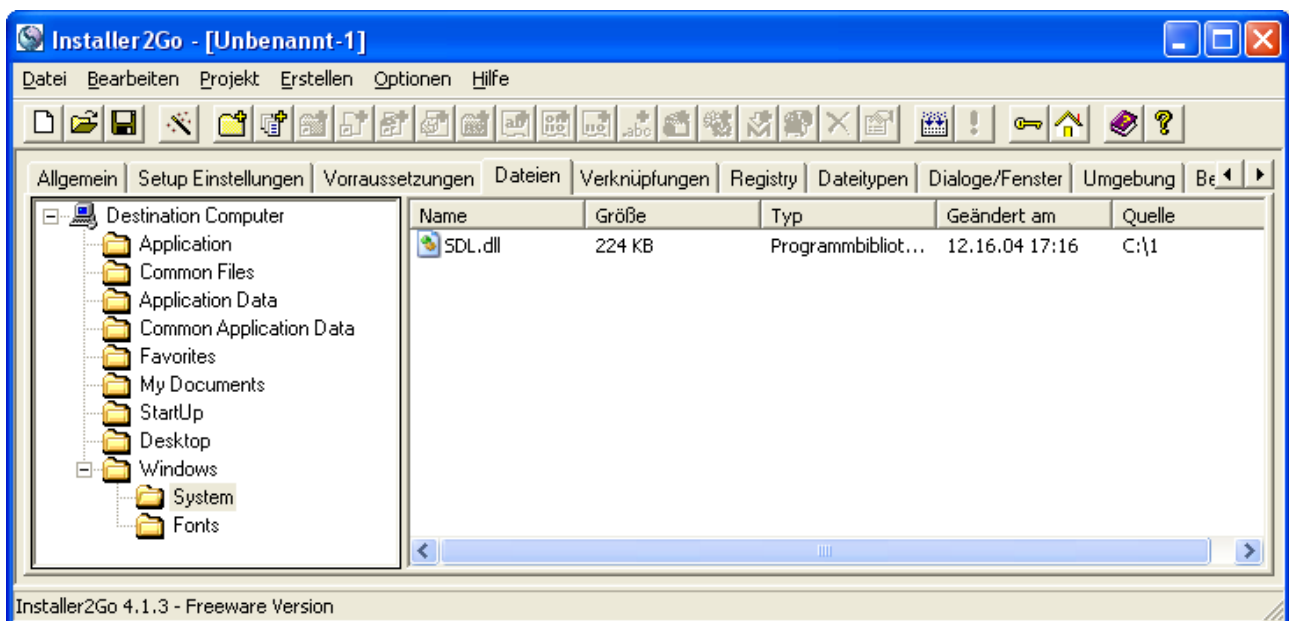 Installer2Go - [Unbenannt-1]
Datei Bearbeiten Projekt Erstellen Optionen Hilfe
Allgemein Setup Einstellungen Vorraussetzungen Dateien Verknüpfungen Registry Dateitypen Dialoge/Fenster Umgebung
Destination Computer
Application
Common Files
Application Data
Common Application Data
Favorites
My Documents
StartUp
Desktop
Windows
System
Fonts
Name Größe Typ Geändert am Quelle
SDL.dll 224 KB Programmbibliot... 12.16.04 17:16 C:\1
Installer2Go 4.1.3 - Freeware Version